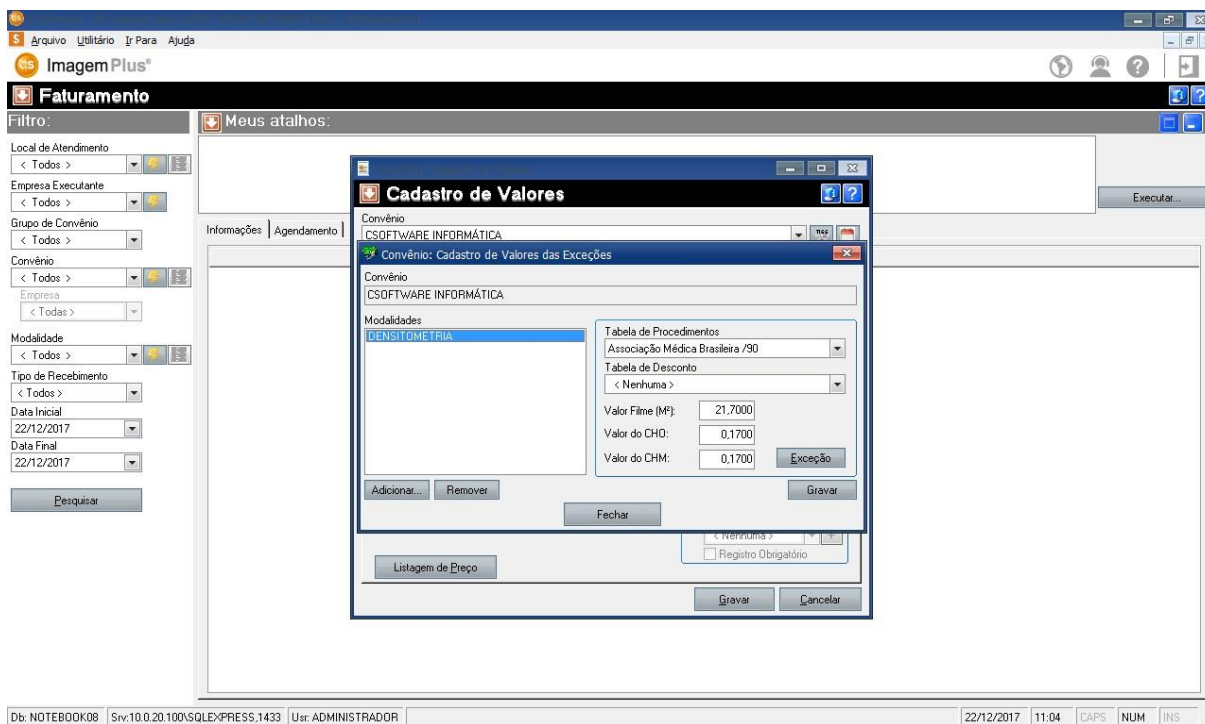 Arquivo Utilitário Ir Para Ajuda
ImagemPlus®
Faturamento
Filtro:
Meus atalhos:
Local de Atendimento
< Todos >
Empresa Executante
< Todos >
Grupo de Convênio
< Todos >
Convênio
< Todos >
Empresa
< Todas >
Modalidade
< Todos >
Tipo de Recebimento
< Todos >
Data Inicial
22/12/2017
Data Final
22/12/2017
Pesquisar
Executar...
Informações Agendamento
Cadastro de Valores
Convênio
CSOFTWARE INFORMÁTICA
Convênio: Cadastro de Valores das Exceções
Convênio
CSOFTWARE INFORMÁTICA
Modalidades
DENSITOMETRIA
Tabela de Procedimentos
Associação Médica Brasileira /90
Tabela de Desconto
< Nenhuma >
Valor Filme (M²): 21,7000
Valor do CHO: 0,1700
Valor do CHM: 0,1700 Exceção
Adicionar... Remover Gravar
Fechar
< Nenhuma >
Registro Obrigatório
Listagem de Preço
Gravar Cancelar
Db: NOTEBOOK08 Srv:10.0.20.100\SQLEXPRESS,1433 Usr: ADMINISTRADOR 22/12/2017 11:04 CAPS NUM INS